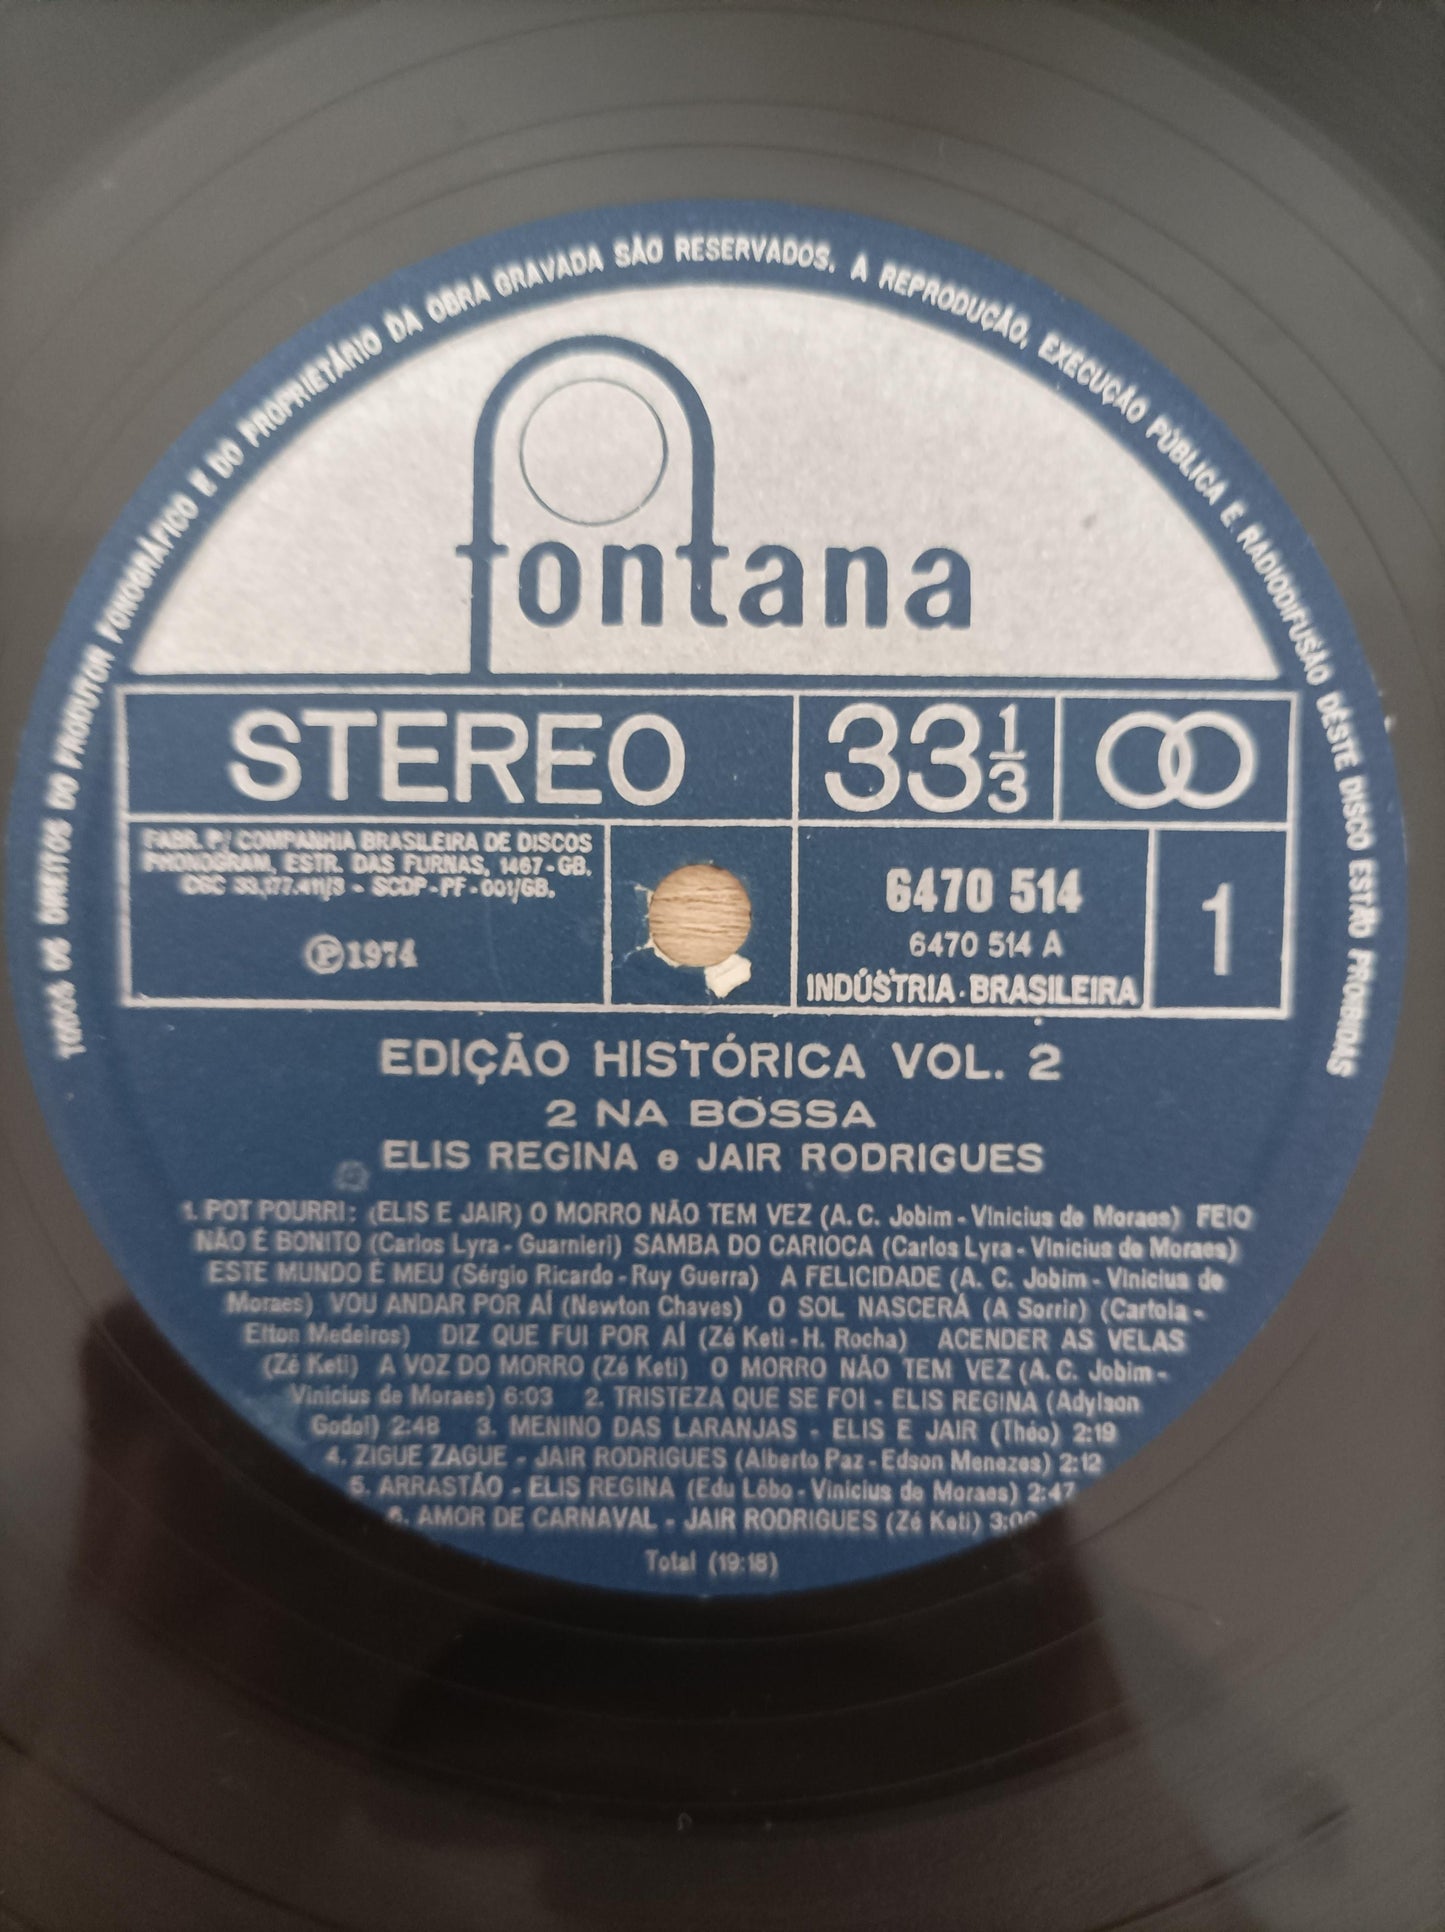 TODOS OS DIREITOS DO PRODUTOR FONOGRÁFICO E DO PROPRIETÁRIO DA OBRA GRAVADA SÃO RESERVADOS. A REPRODUÇÃO, EXECUÇÃO PÚBLICA E RADIODIFUSÃO DÊSTE DISCO ESTÃO PROIBIDAS
fontana
STEREO
33 1/3
FABR. P/ COMPANHIA BRASILEIRA DE DISCOS
PHONOGRAM, ESTR. DAS FURNAS, 1467-GB.
CGC 33.177.411/3 - SCDP-PF-001/GB.
Ⓟ1974
6470 514
6470 514 A
INDÚSTRIA·BRASILEIRA
1
EDIÇÃO HISTÓRICA VOL. 2
2 NA BOSSA
ELIS REGINA e JAIR RODRIGUES
1. POT POURRI: (ELIS E JAIR) O MORRO NÃO TEM VEZ (A. C. Jobim - Vinicius de Moraes) FEIO
NÃO É BONITO (Carlos Lyra - Guarnieri) SAMBA DO CARIOCA (Carlos Lyra - Vinicius de Moraes)
ESTE MUNDO É MEU (Sérgio Ricardo - Ruy Guerra) A FELICIDADE (A. C. Jobim - Vinicius de
Moraes) VOU ANDAR POR AÍ (Newton Chaves) O SOL NASCERÁ (A Sorrir) (Cartola -
Elton Medeiros) DIZ QUE FUI POR AÍ (Zé Keti - H. Rocha) ACENDER AS VELAS
(Zé Keti) A VOZ DO MORRO (Zé Keti) O MORRO NÃO TEM VEZ (A. C. Jobim -
Vinicius de Moraes) 6:03 2. TRISTEZA QUE SE FOI - ELIS REGINA (Adylson
Godoi) 2:48 3. MENINO DAS LARANJAS - ELIS E JAIR (Théo) 2:19
4. ZIGUE ZAGUE - JAIR RODRIGUES (Alberto Paz - Edson Menezes) 2:12
5. ARRASTÃO - ELIS REGINA (Edu Lôbo - Vinicius de Moraes) 2:47
6. AMOR DE CARNAVAL - JAIR RODRIGUES (Zé Keti) 3:09
Total (19:18)